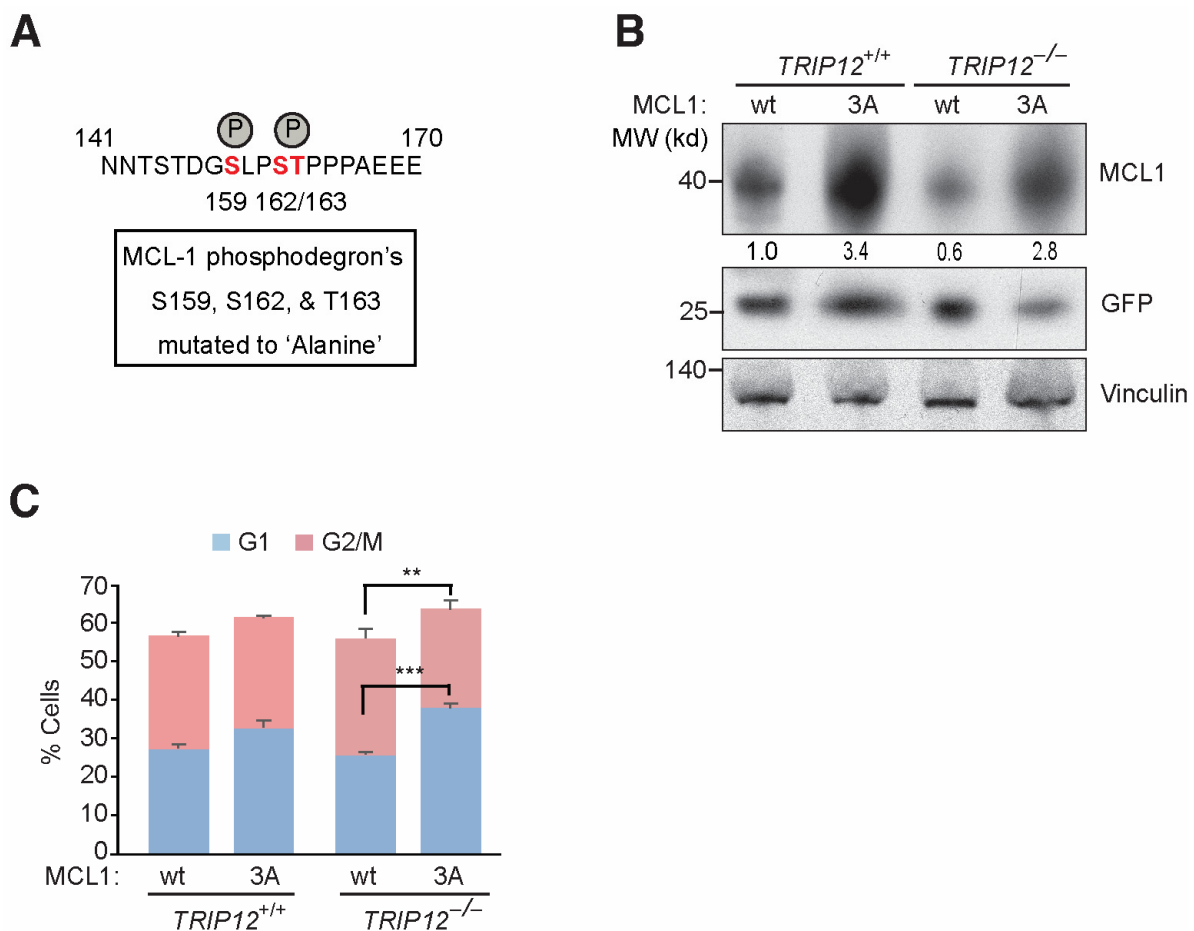 A
P P
141 170
NNTSTDGSLPSTPPPAEEE
159 162/163
MCL-1 phosphodegron's
S159, S162, & T163
mutated to 'Alanine'
B
TRIP12+/+ TRIP12−/−
MCL1: wt 3A wt 3A
MW (kd)
40 MCL1
1.0 3.4 0.6 2.8
25 GFP
140
Vinculin
C
G1 G2/M
70
60
50
40
30
20
10
0
% Cells
**
***
MCL1: wt 3A wt 3A
TRIP12+/+ TRIP12−/−